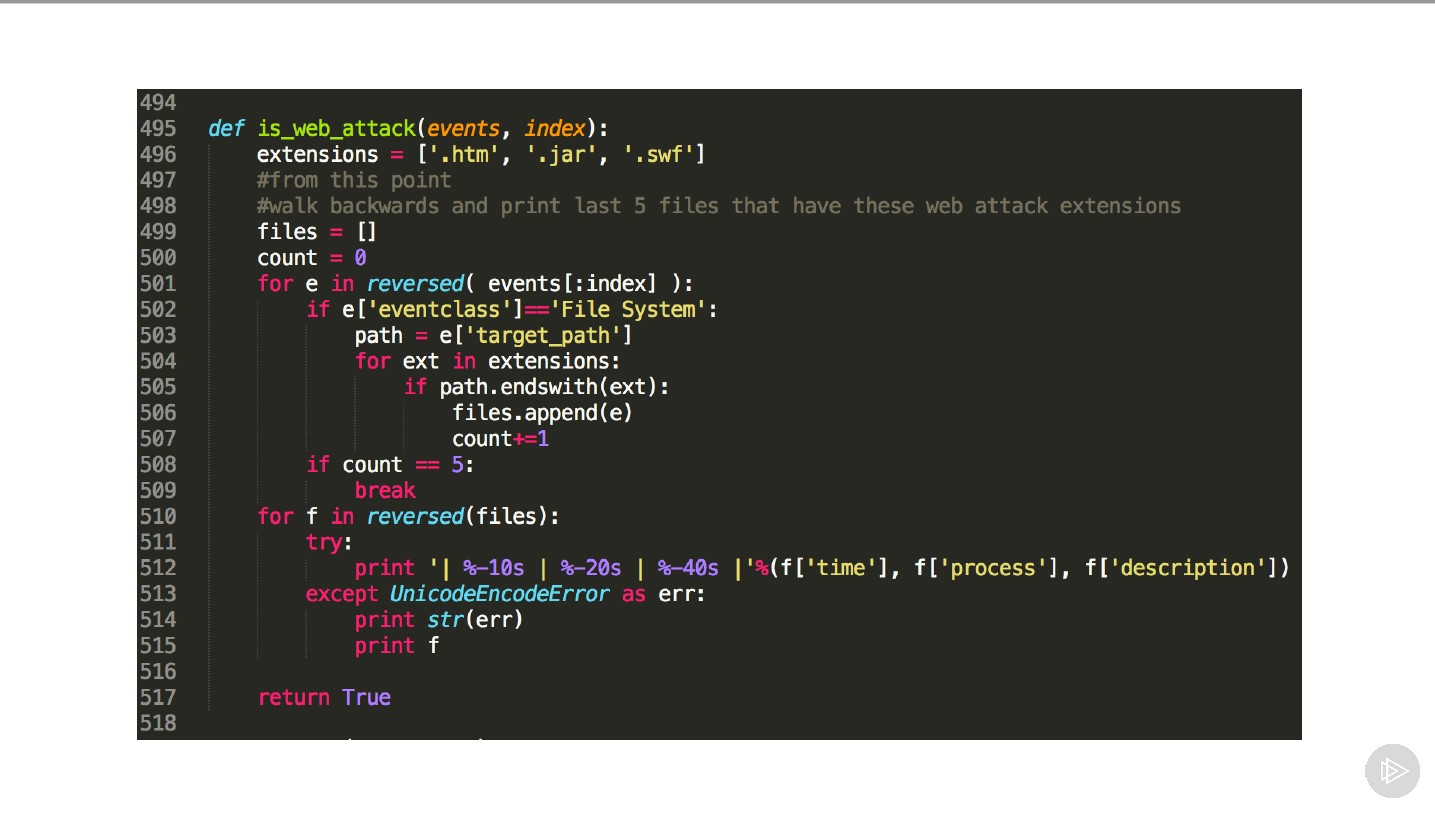 494
495 def is_web_attack(events, index):
496     extensions = ['.htm', '.jar', '.swf']
497     #from this point
498     #walk backwards and print last 5 files that have these web attack extensions
499     files = []
500     count = 0
501     for e in reversed( events[:index] ):
502         if e['eventclass']=='File System':
503             path = e['target_path']
504             for ext in extensions:
505                 if path.endswith(ext):
506                     files.append(e)
507                     count+=1
508         if count == 5:
509             break
510     for f in reversed(files):
511         try:
512             print '| %-10s | %-20s | %-40s |'%(f['time'], f['process'], f['description'])
513         except UnicodeEncodeError as err:
514             print str(err)
515             print f
516
517     return True
518